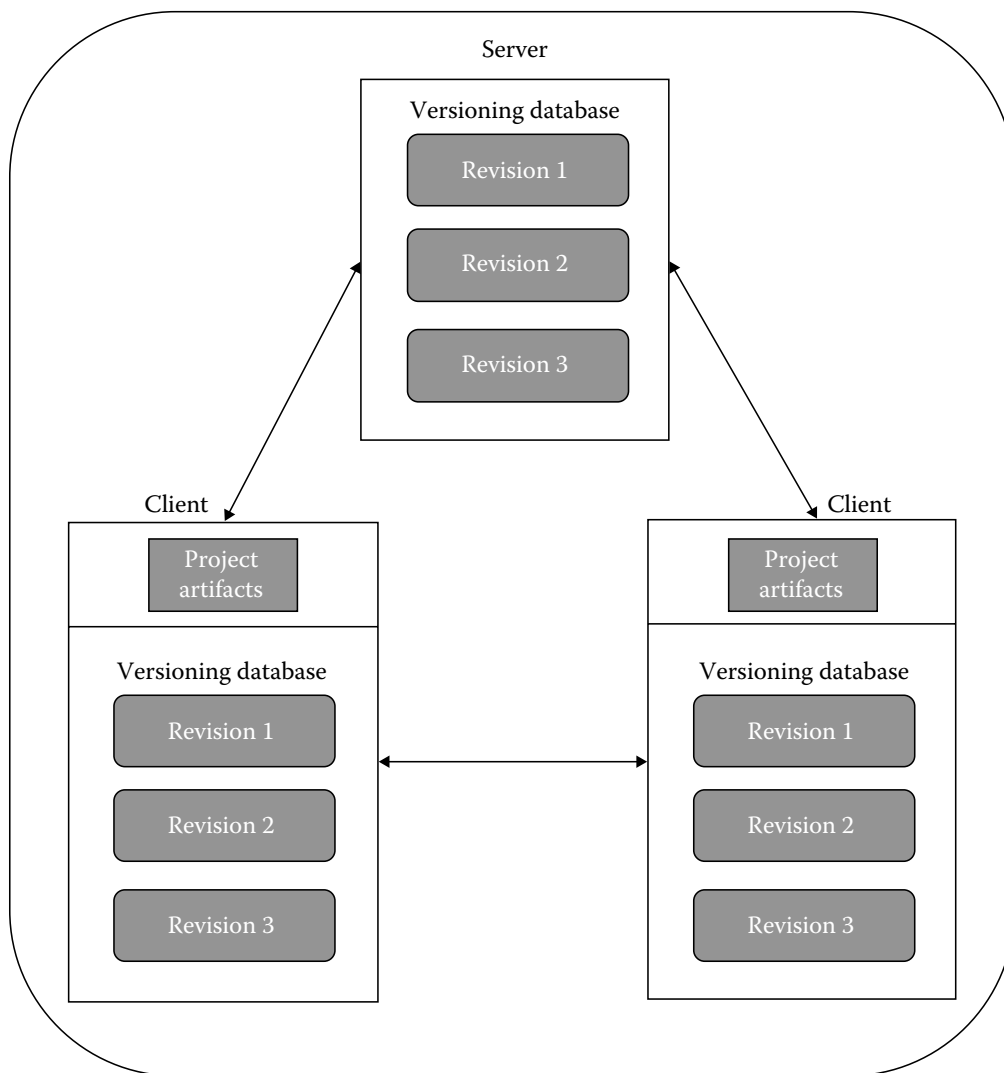 Server
Versioning database
Revision 1
Revision 2
Revision 3
Client
Project
artifacts
Versioning database
Revision 1
Revision 2
Revision 3
Client
Project
artifacts
Versioning database
Revision 1
Revision 2
Revision 3